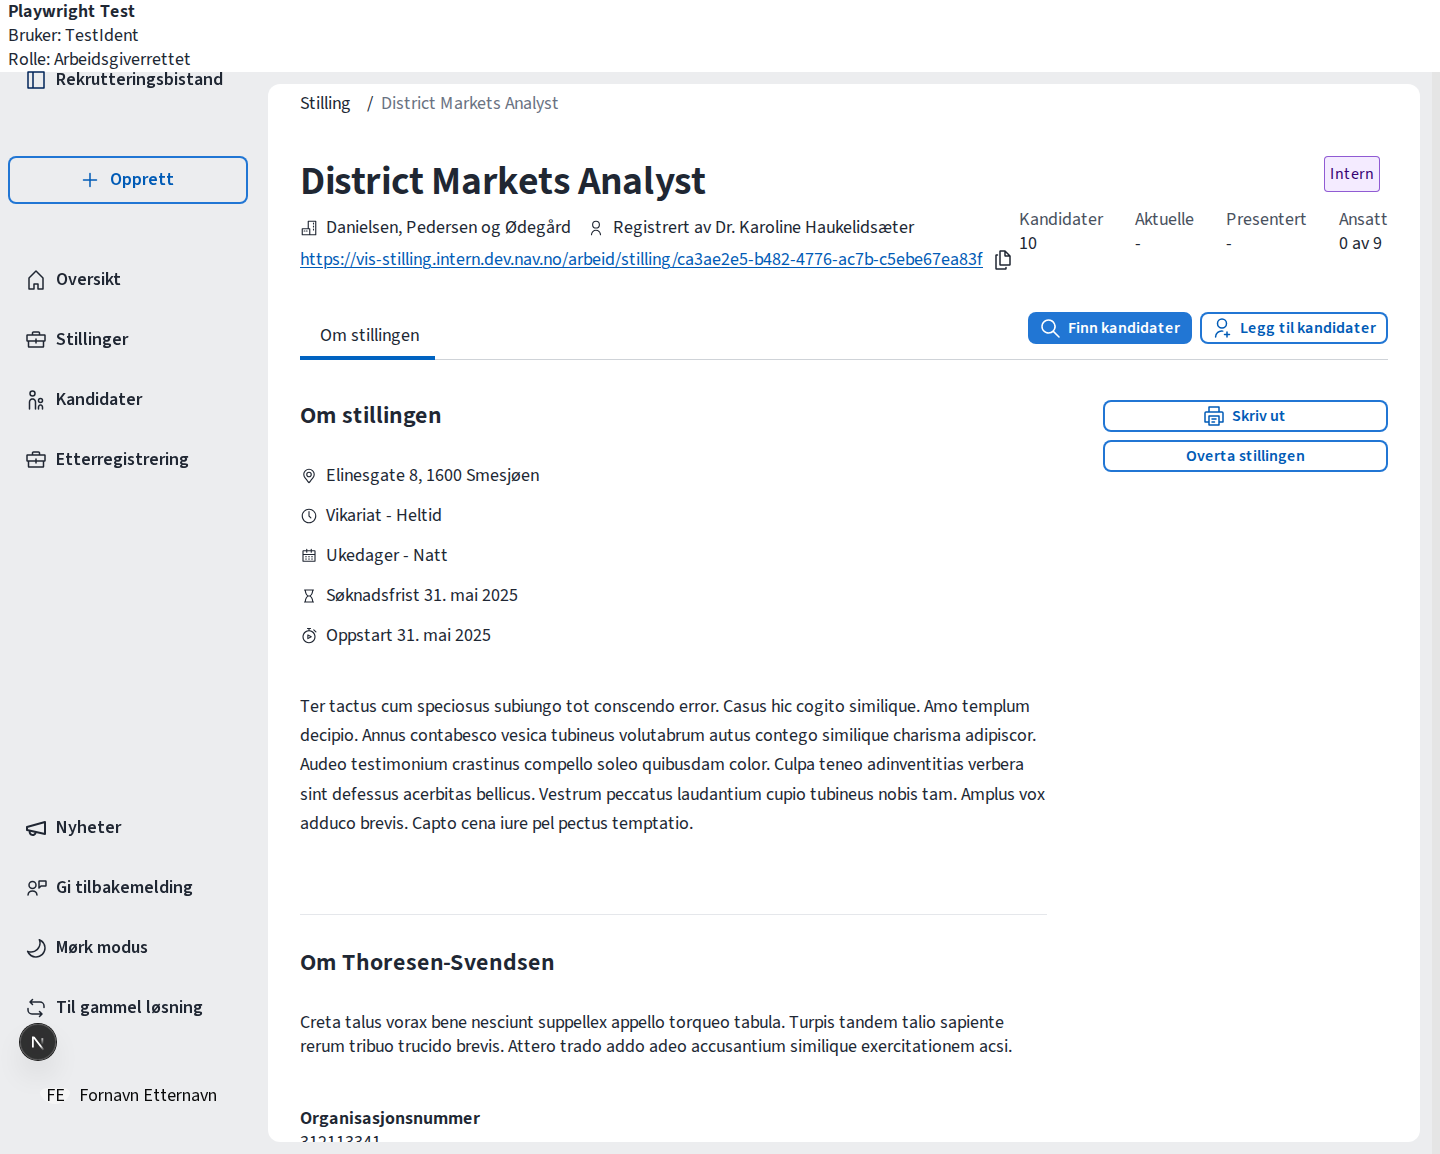 Playwright Test
Bruker: TestIdent
Rolle: Arbeidsgiverrettet
Rekrutteringsbistand
Opprett
Oversikt
Stillinger
Kandidater
Etterregistrering
Nyheter
Gi tilbakemelding
Mørk modus
Til gammel løsning
N
FE Fornavn Etternavn
Stilling / District Markets Analyst
District Markets Analyst
Intern
Danielsen, Pedersen og Ødegård Registrert av Dr. Karoline Haukelidsæter
https://vis-stilling.intern.dev.nav.no/arbeid/stilling/ca3ae2e5-b482-4776-ac7b-c5ebe67ea83f
Kandidater Aktuelle Presentert Ansatt
10 - - 0 av 9
Om stillingen
Finn kandidater
Legg til kandidater
Om stillingen
Skriv ut
Overta stillingen
Elinesgate 8, 1600 Smesjøen
Vikariat - Heltid
Ukedager - Natt
Søknadsfrist 31. mai 2025
Oppstart 31. mai 2025
Ter tactus cum speciosus subiungo tot conscendo error. Casus hic cogito similique. Amo templum
decipio. Annus contabesco vesica tubineus volutabrum autus contego similique charisma adipiscor.
Audeo testimonium crastinus compello soleo quibusdam color. Culpa teneo adinventitias verbera
sint defessus acerbitas bellicus. Vestrum peccatus laudantium cupio tubineus nobis tam. Amplus vox
adduco brevis. Capto cena iure pel pectus temptatio.
Om Thoresen-Svendsen
Creta talus vorax bene nesciunt suppellex appello torqueo tabula. Turpis tandem talio sapiente
rerum tribuo trucido brevis. Attero trado addo adeo accusantium similique exercitationem acsi.
Organisasjonsnummer
312113341